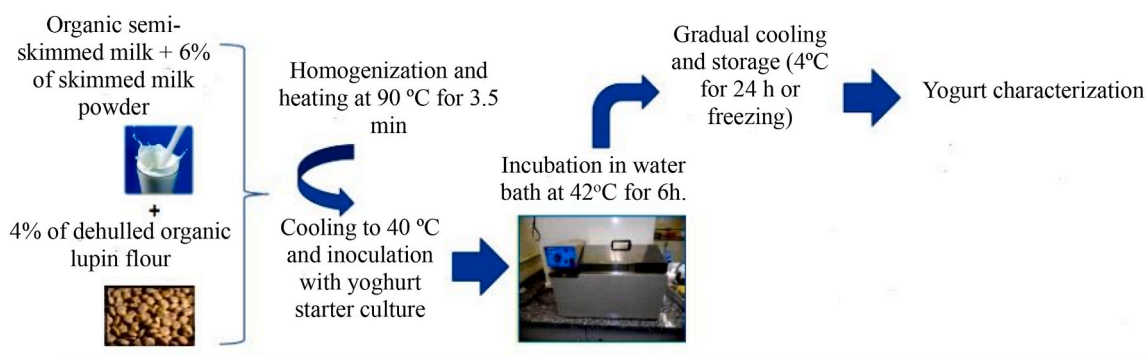 Organic semi-
skimmed milk + 6%
of skimmed milk
powder
+
4% of dehulled organic
lupin flour
Homogenization and
heating at 90 ºC for 3.5
min
Cooling to 40 ºC
and inoculation
with yoghurt
starter culture
Incubation in water
bath at 42°C for 6h.
Gradual cooling
and storage (4ºC
for 24 h or
freezing)
Yogurt characterization